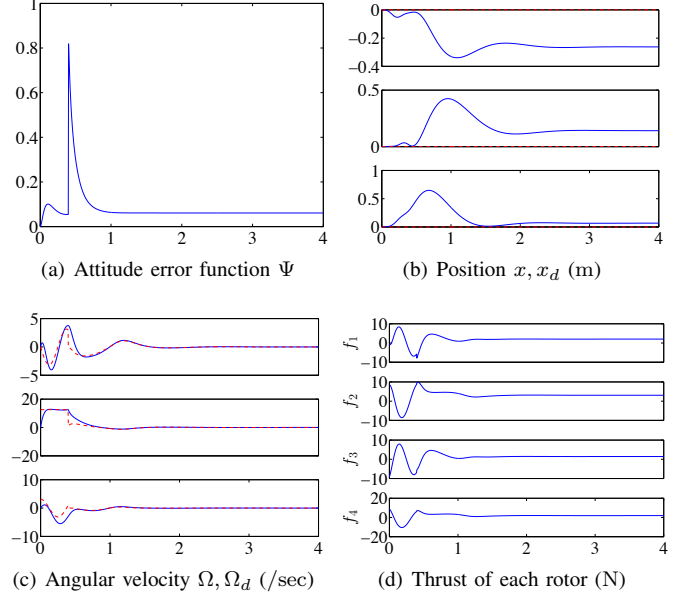 1
0.8
0.6
0.4
0.2
0
0 1 2 3 4
(a) Attitude error function Ψ
0
−0.2
−0.4
0.5
0
1
0.5
0
0 1 2 3 4
(b) Position x, x_d (m)
5
0
−5
20
0
−20
10
0
−10
0 1 2 3 4
(c) Angular velocity Ω, Ω_d (/sec)
10
0
−10
f_1
10
0
−10
f_2
10
0
−10
f_3
20
0
−20
f_4
0 1 2 3 4
(d) Thrust of each rotor (N)